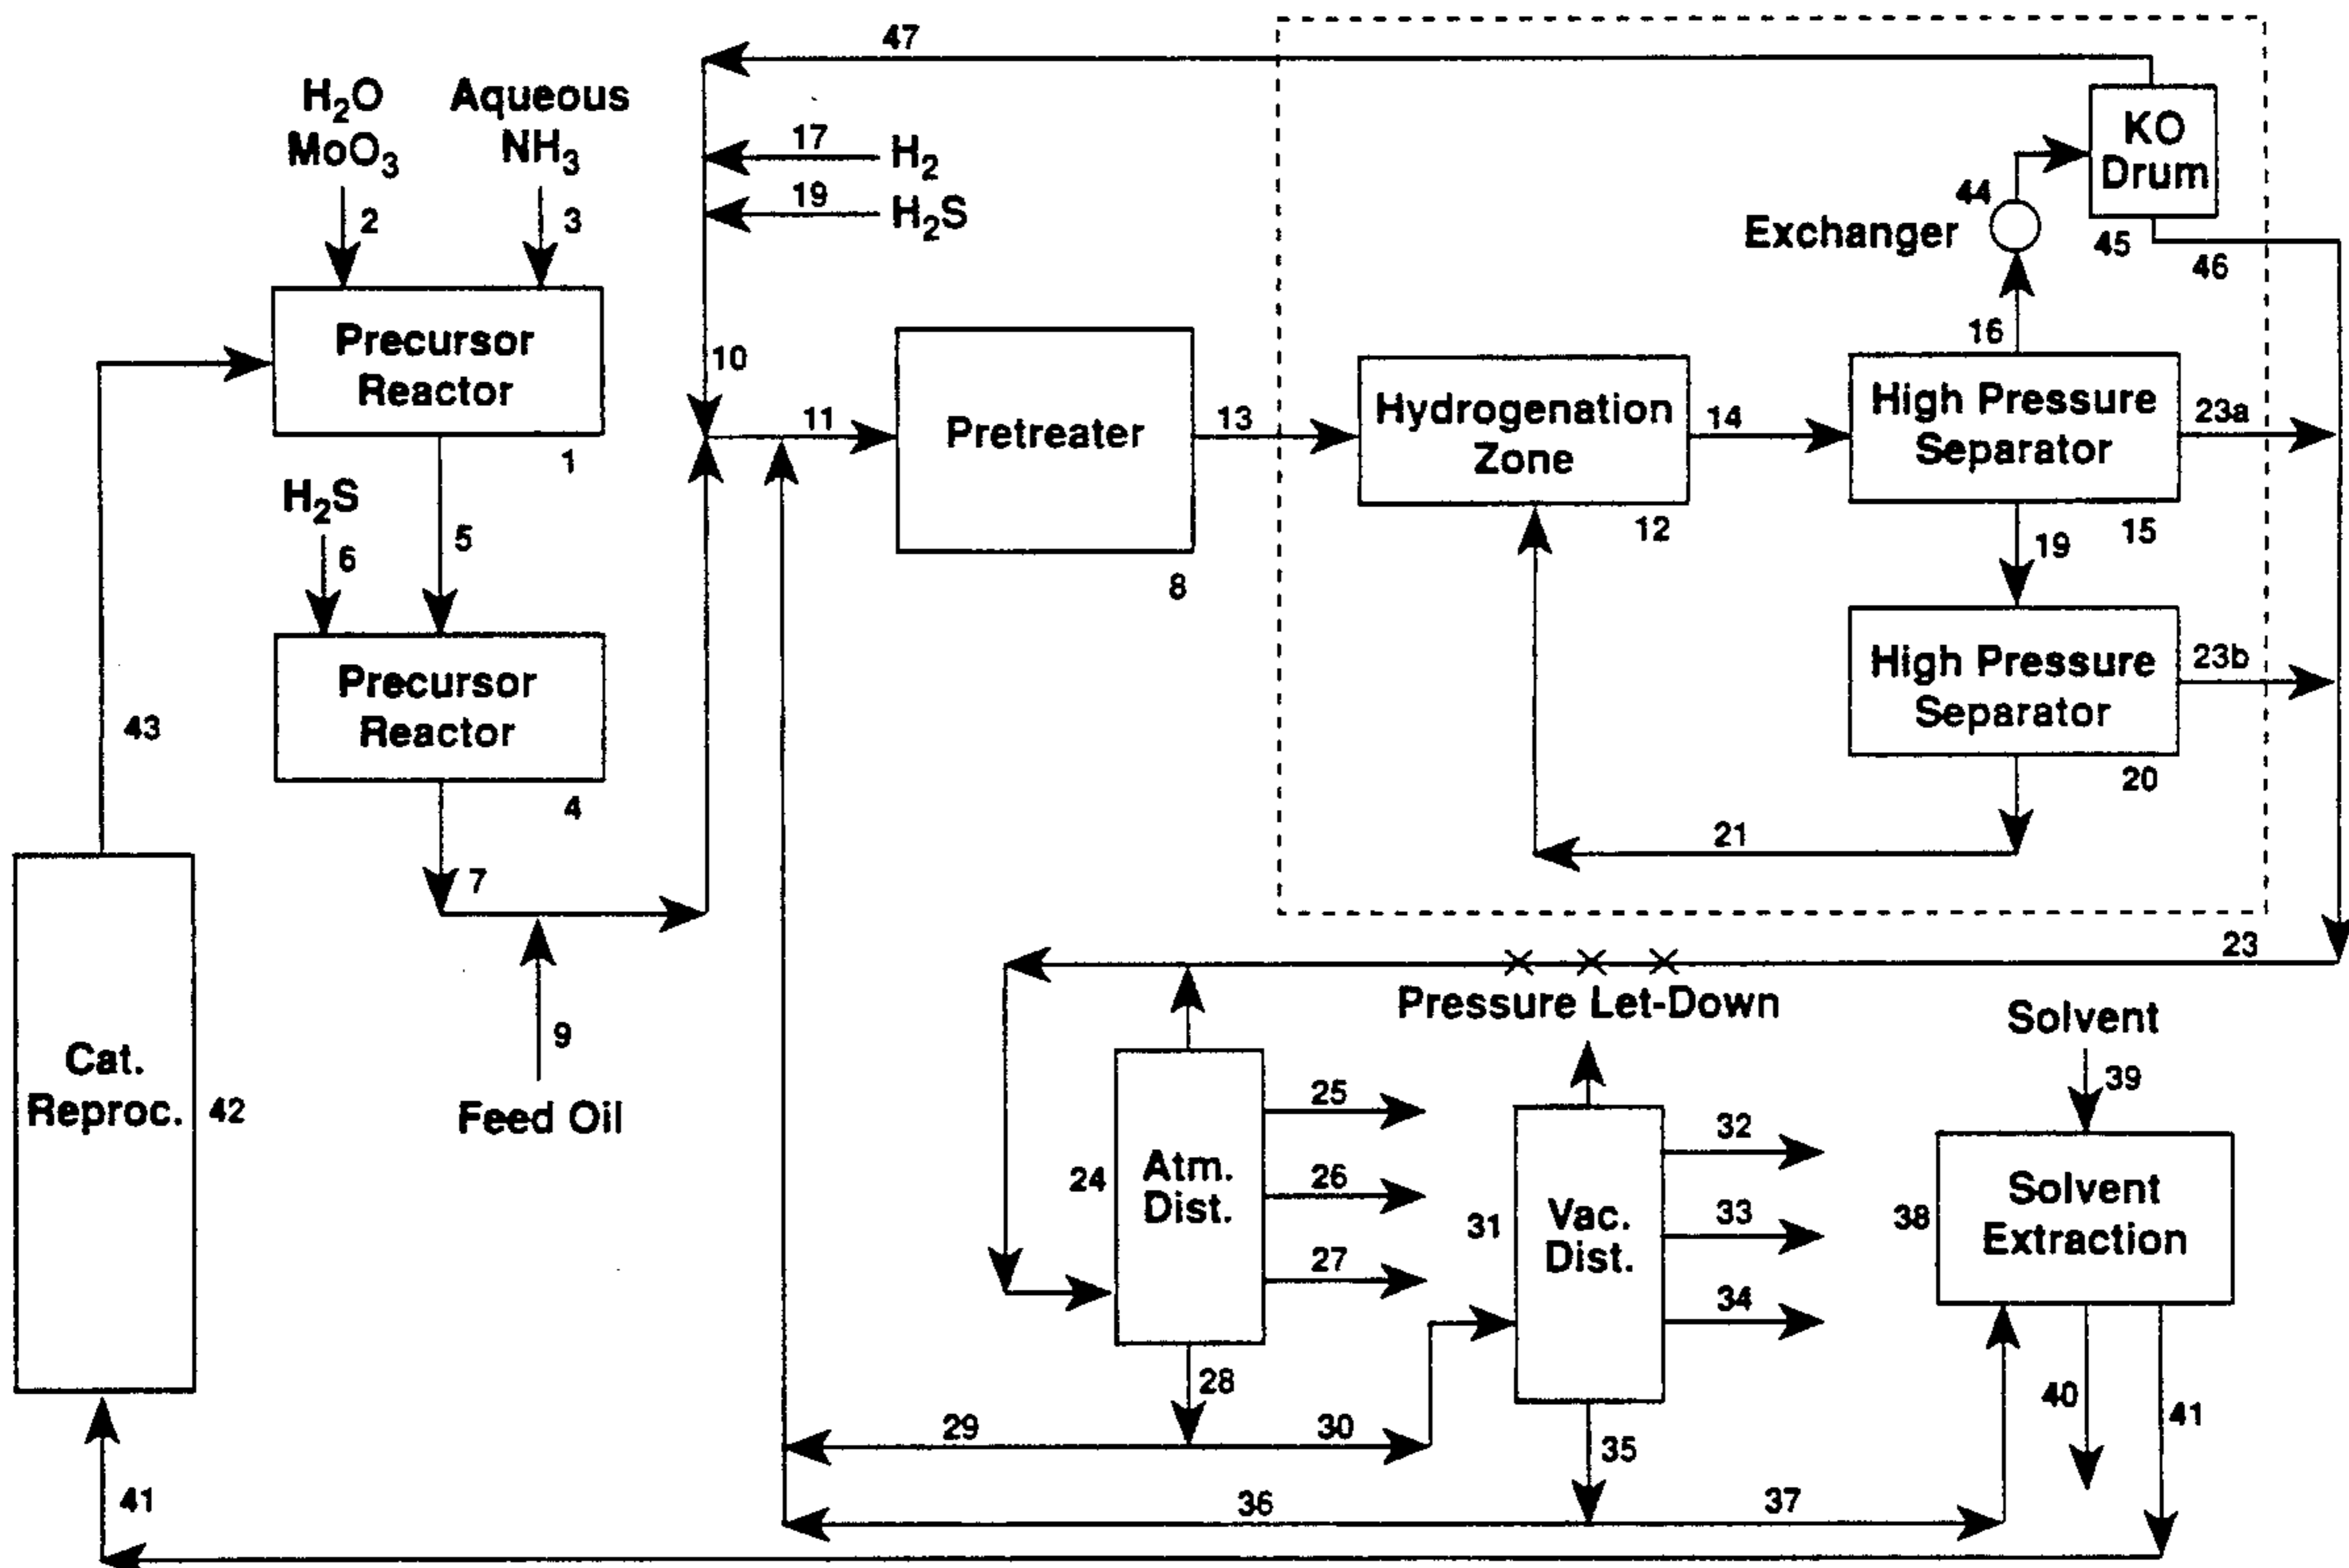 47
H₂O
MoO₃
Aqueous
NH₃
2
3
17
H₂
19
H₂S
KO
Drum
44
Exchanger
45
46
16
Precursor
Reactor
1
10
11
Pretreater
8
13
Hydrogenation
Zone
12
14
High Pressure
Separator
15
23a
19
H₂S
6
5
Precursor
Reactor
4
High Pressure
Separator
20
23b
21
43
7
9
Feed Oil
Cat.
Reproc.
42
23
Pressure Let-Down
24
Atm.
Dist.
25
26
27
28
29
30
31
Vac.
Dist.
32
33
34
35
36
37
Solvent
39
38
Solvent
Extraction
40
41
41